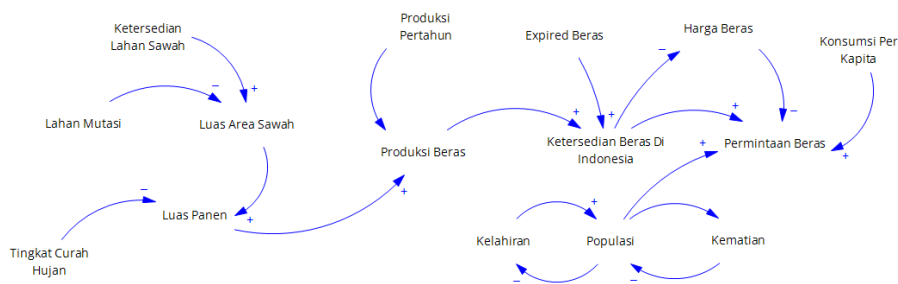 Ketersedian
Lahan Sawah
Produksi
Pertahun
Expired Beras
Harga Beras
Konsumsi Per
Kapita
−
+
−
+
+
+
−
Lahan Mutasi
Luas Area Sawah
Produksi Beras
Ketersedian Beras Di
Indonesia
Permintaan Beras
+
+
−
+
Luas Panen
+
+
Tingkat Curah
Hujan
Kelahiran
Populasi
Kematian
−
−